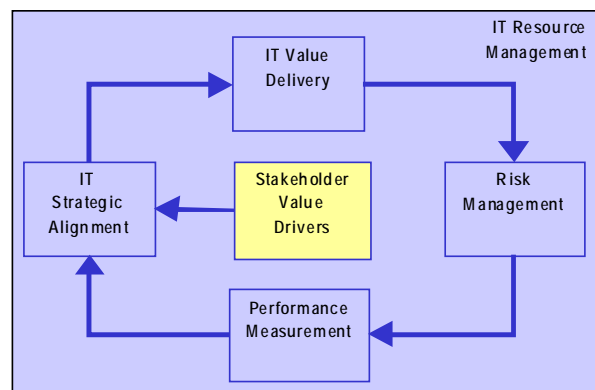 IT Resource
Management
IT Value
Delivery
IT
Strategic
Alignment
Stakeholder
Value
Drivers
Risk
Management
Performance
Measurement